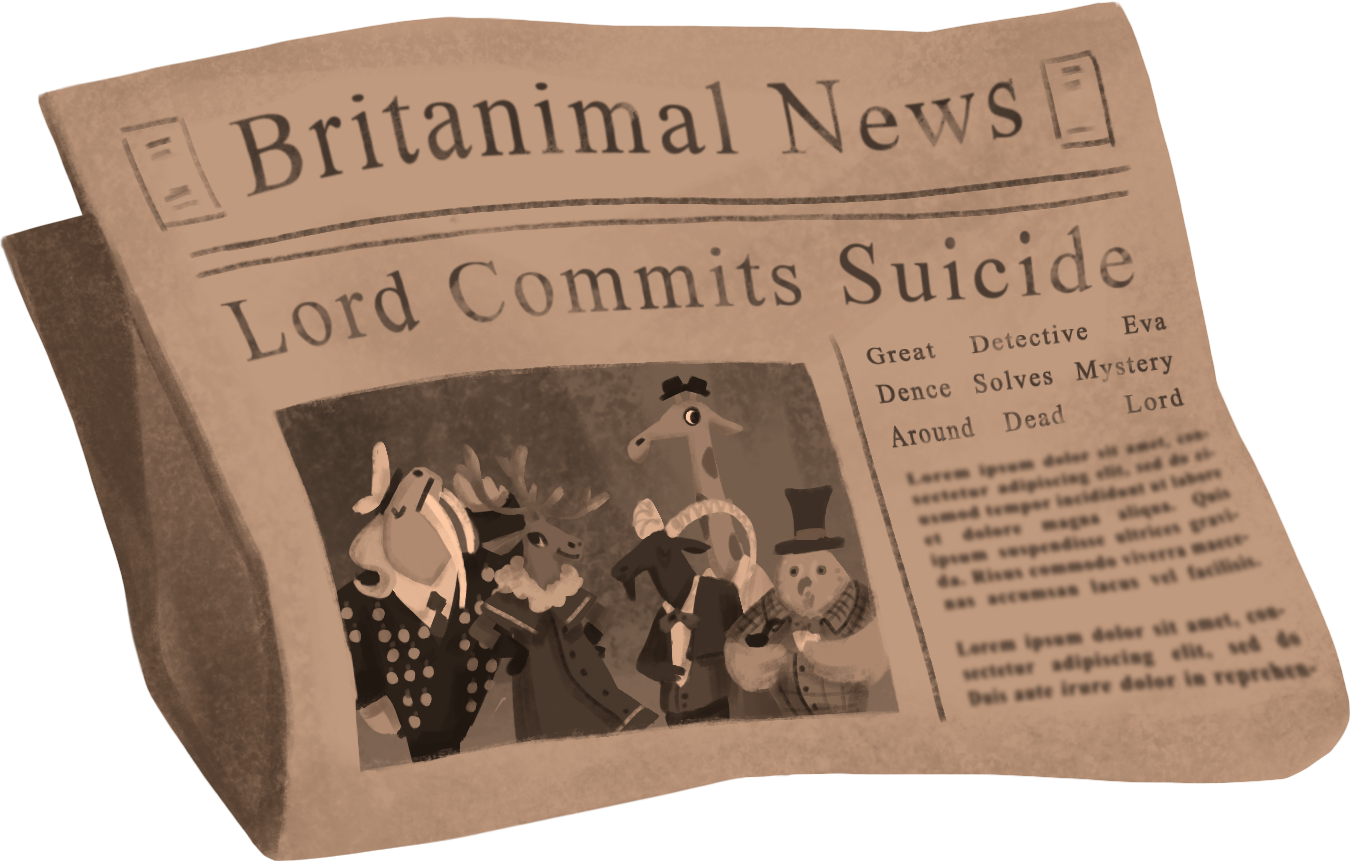 Britanimal News
Lord Commits Suicide
Great Detective Eva
Dence Solves Mystery
Around Dead Lord
Lorem ipsum dolor sit amet, con-
sectetur adipiscing elit, sed do ei-
usmod tempor incididunt ut labore
et dolore magna aliqua. Quis
ipsum suspendisse ultrices gravi-
da. Risus commodo viverra maece-
nas accumsan lacus vel facilisis.
Lorem ipsum dolor sit amet, con-
sectetur adipiscing elit, sed do
Duis aute irure dolor in reprehen-